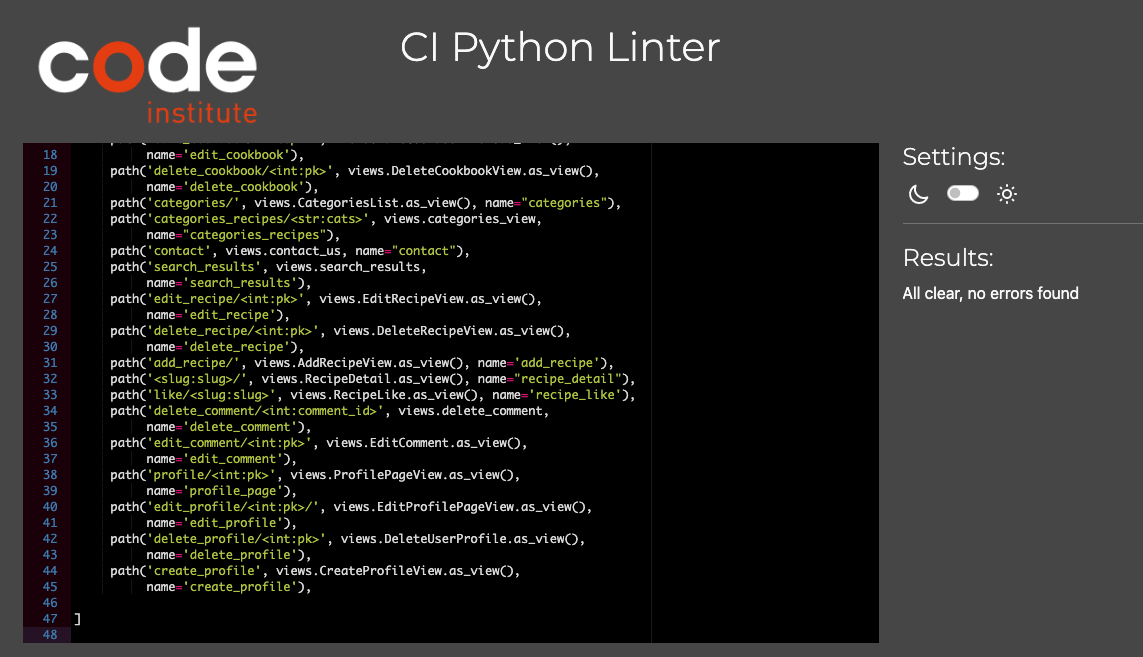 code
institute
CI Python Linter
18 name='edit_cookbook'),
19 path('delete_cookbook/<int:pk>', views.DeleteCookbookView.as_view(),
20 name='delete_cookbook'),
21 path('categories/', views.CategoriesList.as_view(), name="categories"),
22 path('categories_recipes/<str:cats>', views.categories_view,
23 name="categories_recipes"),
24 path('contact', views.contact_us, name="contact"),
25 path('search_results', views.search_results,
26 name='search_results'),
27 path('edit_recipe/<int:pk>', views.EditRecipeView.as_view(),
28 name='edit_recipe'),
29 path('delete_recipe/<int:pk>', views.DeleteRecipeView.as_view(),
30 name='delete_recipe'),
31 path('add_recipe/', views.AddRecipeView.as_view(), name='add_recipe'),
32 path('<slug:slug>/', views.RecipeDetail.as_view(), name="recipe_detail"),
33 path('like/<slug:slug>', views.RecipeLike.as_view(), name='recipe_like'),
34 path('delete_comment/<int:comment_id>', views.delete_comment,
35 name='delete_comment'),
36 path('edit_comment/<int:pk>', views.EditComment.as_view(),
37 name='edit_comment'),
38 path('profile/<int:pk>', views.ProfilePageView.as_view(),
39 name='profile_page'),
40 path('edit_profile/<int:pk>/', views.EditProfilePageView.as_view(),
41 name='edit_profile'),
42 path('delete_profile/<int:pk>', views.DeleteUserProfile.as_view(),
43 name='delete_profile'),
44 path('create_profile', views.CreateProfileView.as_view(),
45 name='create_profile'),
46
47 ]
48
Settings:
Results:
All clear, no errors found